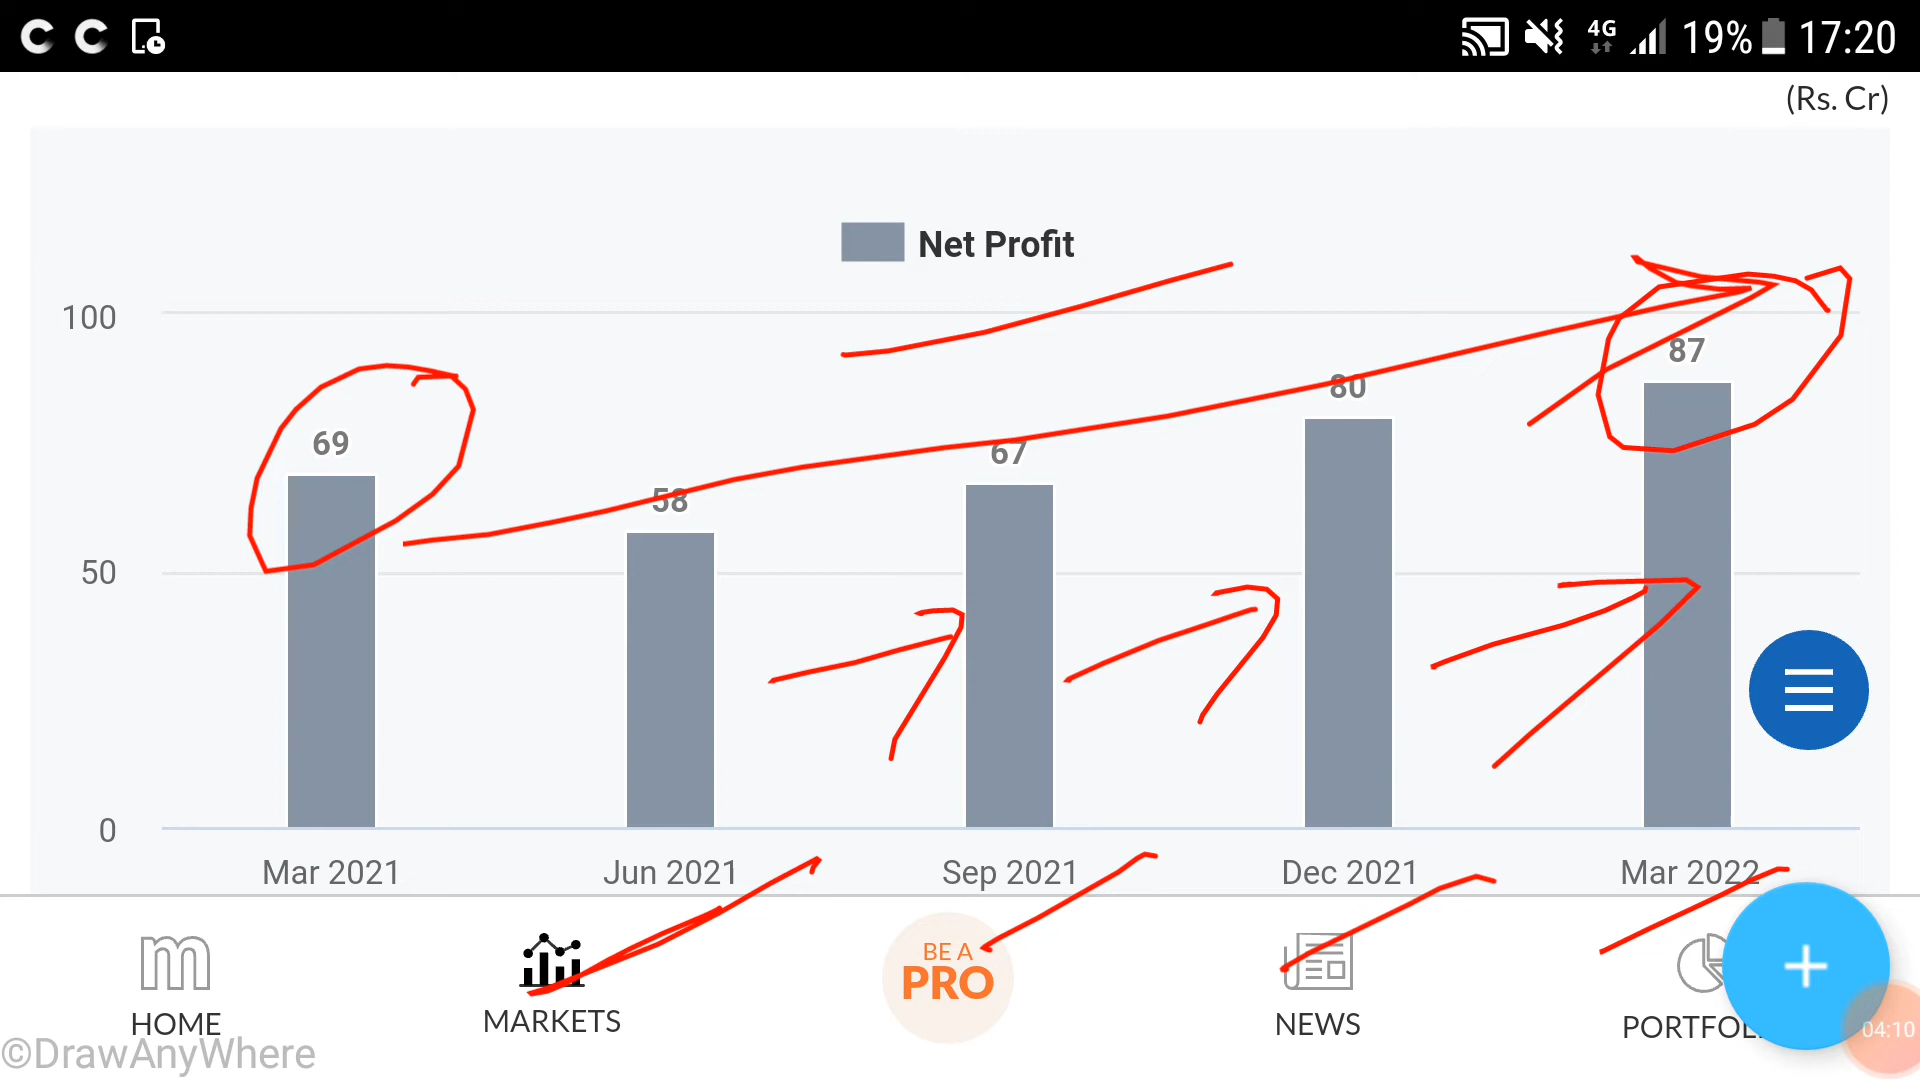 4G 19% 17:20
(Rs. Cr)
Net Profit
100
50
0
69
58
67
80
87
Mar 2021 Jun 2021 Sep 2021 Dec 2021 Mar 2022
HOME
MARKETS
BE A
PRO
NEWS
PORTFOL
04:10
©DrawAnyWhere